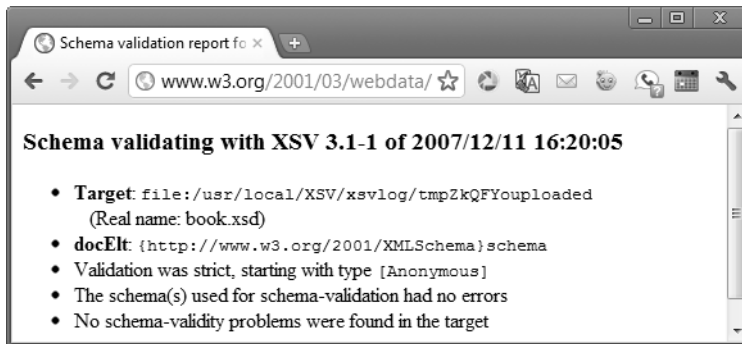 Schema validation report fo
www.w3.org/2001/03/webdata/
Schema validating with XSV 3.1-1 of 2007/12/11 16:20:05
• Target: file:/usr/local/XSV/xsvlog/tmpZkQFYouploaded
(Real name: book.xsd)
• docElt: {http://www.w3.org/2001/XMLSchema}schema
• Validation was strict, starting with type [Anonymous]
• The schema(s) used for schema-validation had no errors
• No schema-validity problems were found in the target